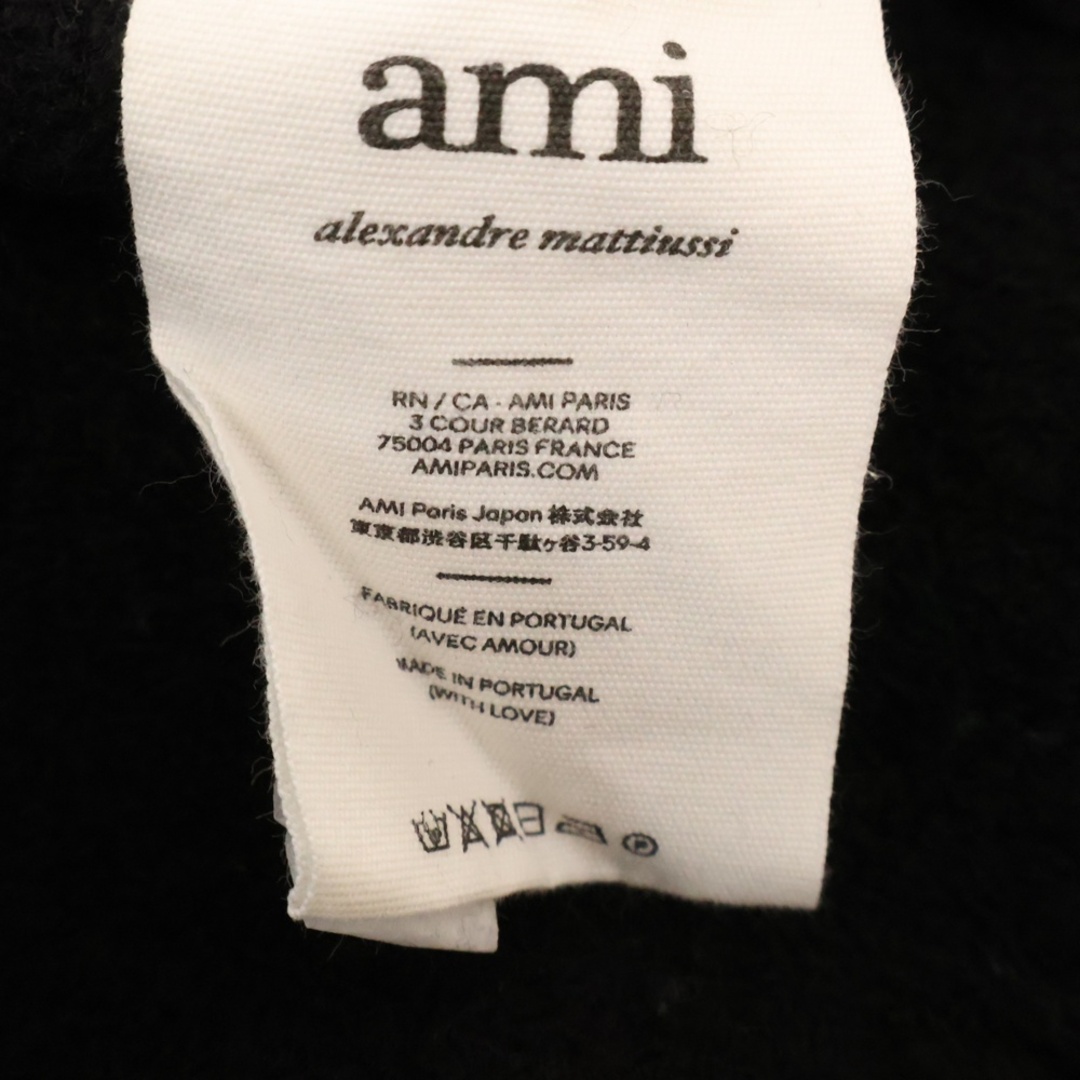 ami
alexandre mattiussi
RN / CA - AMI PARIS
3 COUR BERARD
75004 PARIS FRANCE
AMIPARIS.COM
AMI Paris Japan 株式会社
東京都渋谷区千駄ヶ谷3-59-4
FABRIQUÉ EN PORTUGAL
(AVEC AMOUR)
MADE IN PORTUGAL
(WITH LOVE)
P